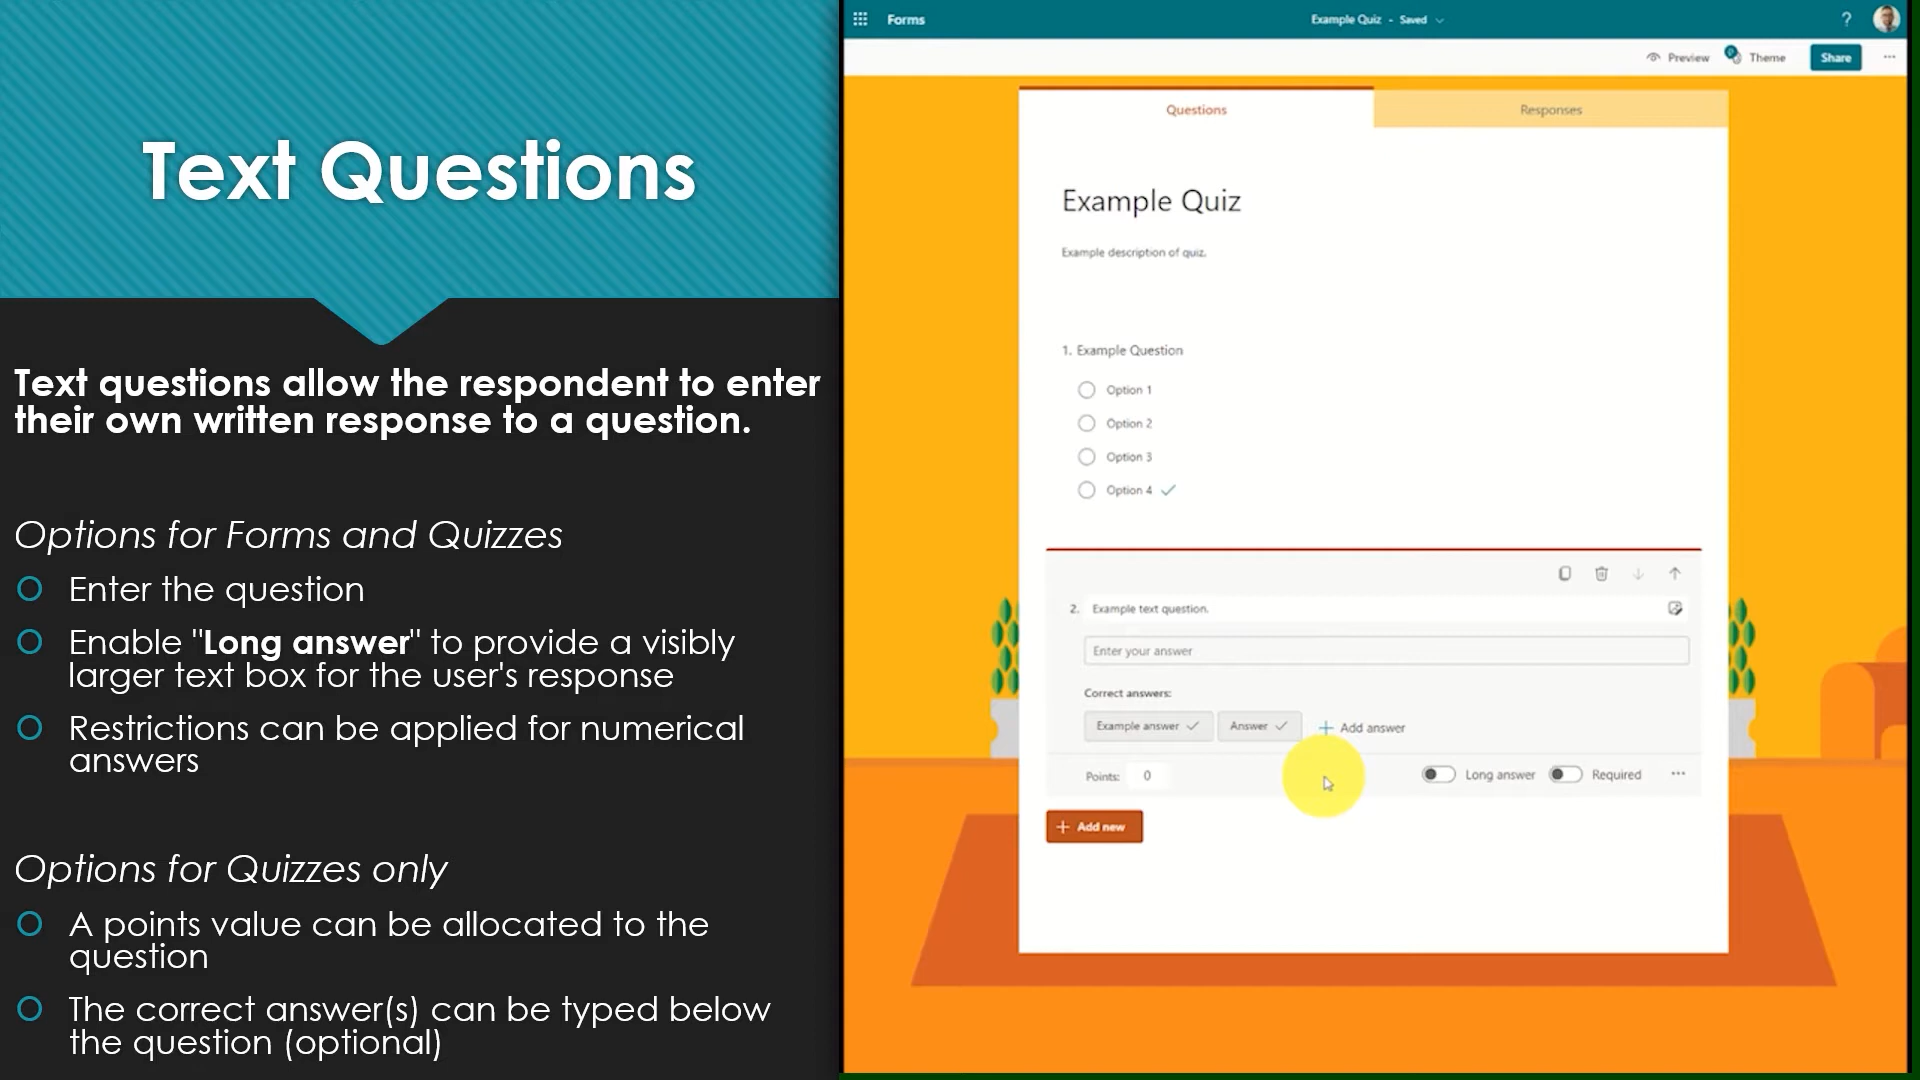 Text Questions
Text questions allow the respondent to enter
their own written response to a question.
Options for Forms and Quizzes
Enter the question
Enable "Long answer" to provide a visibly
larger text box for the user's response
Restrictions can be applied for numerical
answers
Options for Quizzes only
A points value can be allocated to the
question
The correct answer(s) can be typed below
the question (optional)
Forms
Example Quiz - Saved
?
Preview
Theme
Share
Questions
Responses
Example Quiz
Example description of quiz.
1. Example Question
Option 1
Option 2
Option 3
Option 4
2. Example text question.
Enter your answer
Correct answers:
Example answer
Answer
Add answer
Points: 0
Long answer
Required
Add new